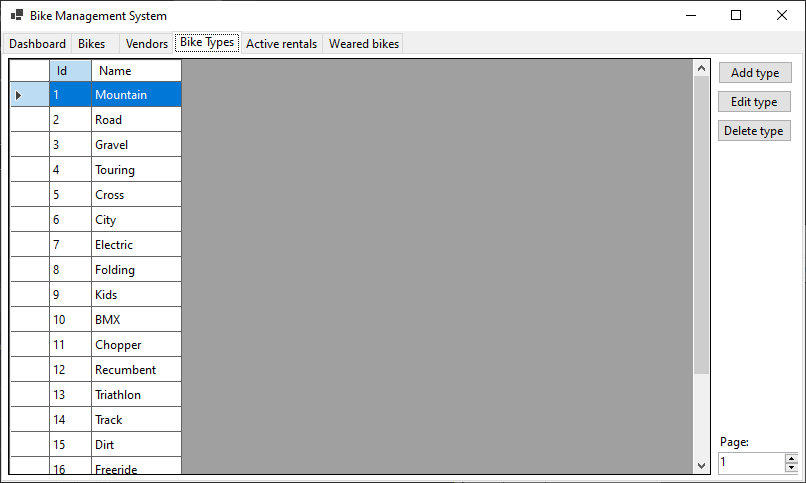 Bike Management System
Dashboard Bikes Vendors Bike Types Active rentals Weared bikes
Id Name
1 Mountain
2 Road
3 Gravel
4 Touring
5 Cross
6 City
7 Electric
8 Folding
9 Kids
10 BMX
11 Chopper
12 Recumbent
13 Triathlon
14 Track
15 Dirt
16 Freeride
Add type
Edit type
Delete type
Page:
1